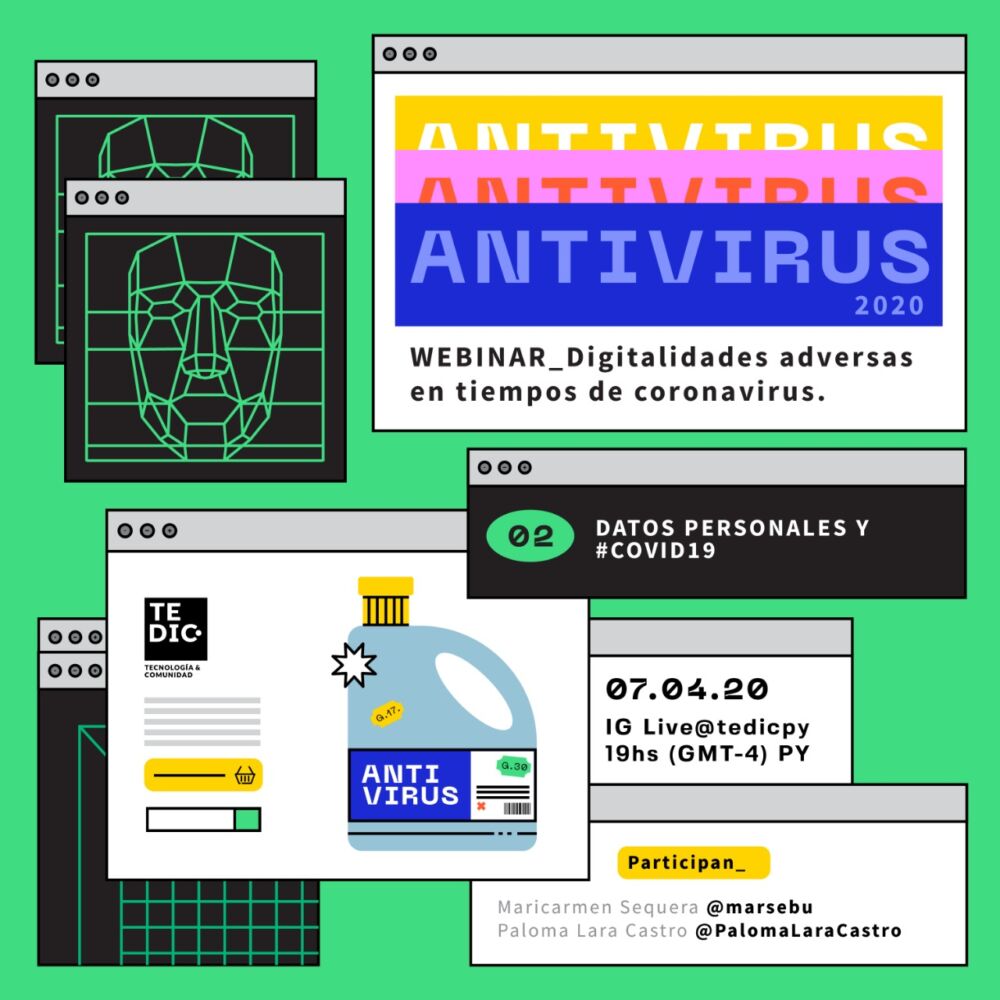 ANTIVIRUS
ANTIVIRUS
ANTIVIRUS
2020
WEBINAR_Digitalidades adversas
en tiempos de coronavirus.
02
DATOS PERSONALES Y
#COVID19
TE
DIC
TECNOLOGÍA &
COMUNIDAD
G.17.
ANTI
VIRUS
G.30
07.04.20
IG Live@tedicpy
19hs (GMT-4) PY
Participan_
Maricarmen Sequera @marsebu
Paloma Lara Castro @PalomaLaraCastro